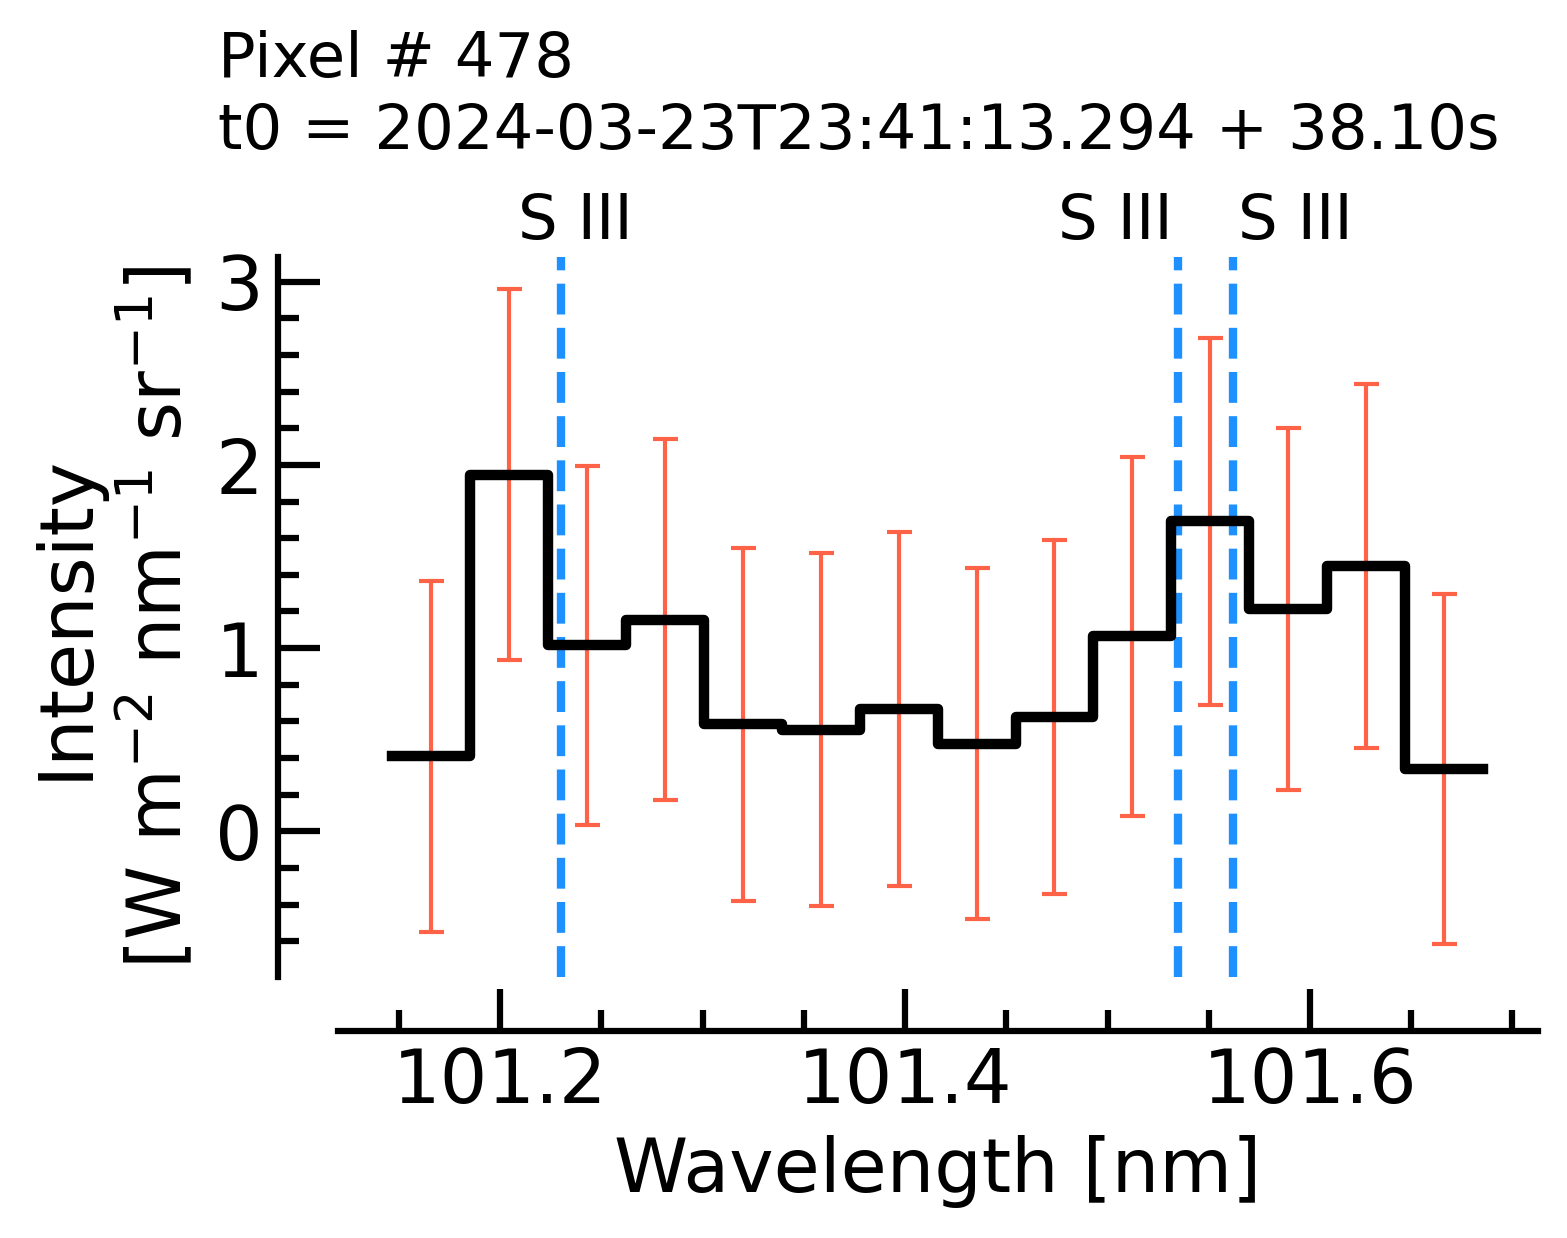 Pixel # 478
t0 = 2024-03-23T23:41:13.294 + 38.10s
S III S III S III
Intensity
[W m⁻² nm⁻¹ sr⁻¹]
3
2
1
0
101.2 101.4 101.6
Wavelength [nm]